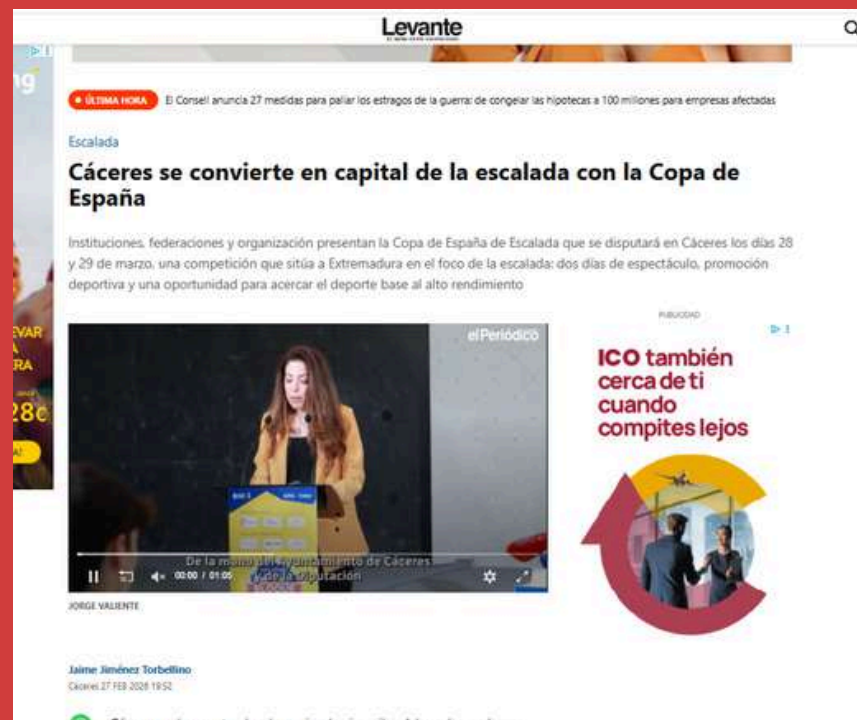 Levante
ÚLTIMA HORA El Consell anuncia 27 medidas para paliar los estragos de la guerra: de congelar las hipotecas a 100 millones para empresas afectadas
Escalada
Cáceres se convierte en capital de la escalada con la Copa de
España
Instituciones, federaciones y organización presentan la Copa de España de Escalada que se disputará en Cáceres los días 28
y 29 de marzo, una competición que sitúa a Extremadura en el foco de la escalada: dos días de espectáculo, promoción
deportiva y una oportunidad para acercar el deporte base al alto rendimiento
elPeriódico
De la mano del Ayuntamiento de Cáceres
y de la Diputación
00:00 / 01:05
JORGE VALIENTE
PUBLICIDAD
ICO también
cerca de ti
cuando
compites lejos
Jaime Jiménez Torbellino
Cáceres 27 FEB 2026 19:52
28€